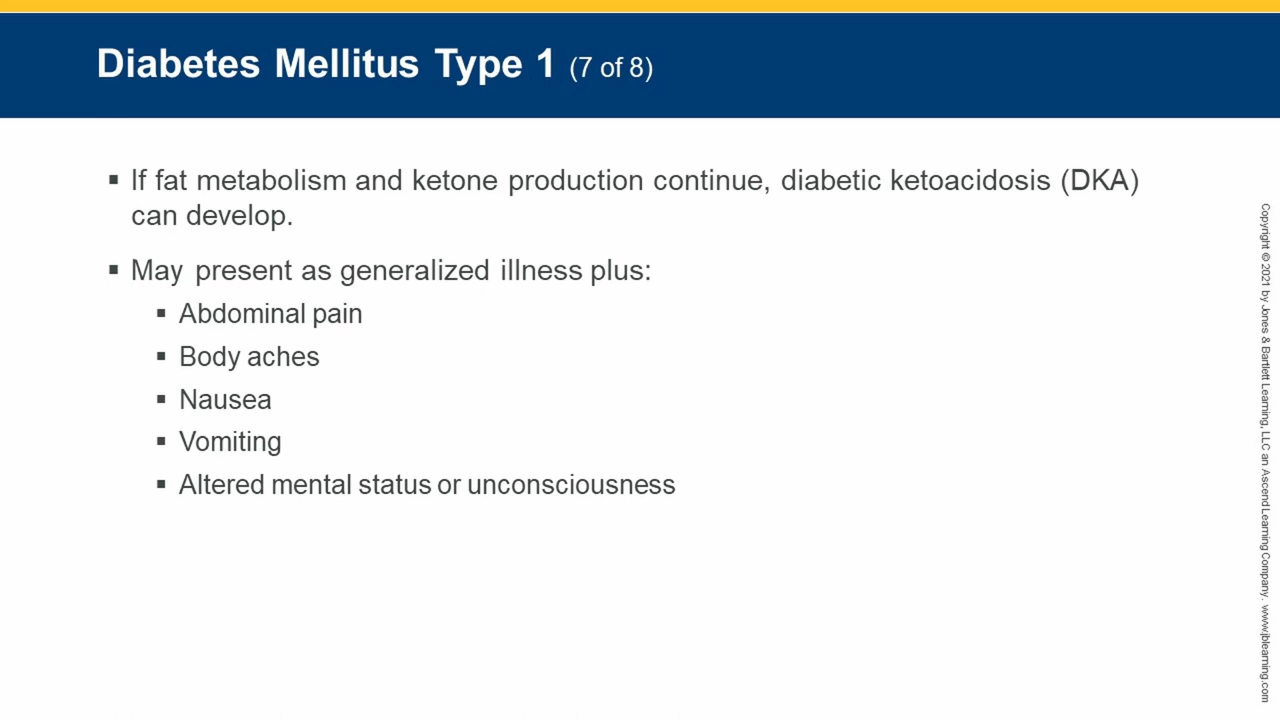 Diabetes Mellitus Type 1 (7 of 8)
▪ If fat metabolism and ketone production continue, diabetic ketoacidosis (DKA)
can develop.
▪ May present as generalized illness plus:
▪ Abdominal pain
▪ Body aches
▪ Nausea
▪ Vomiting
▪ Altered mental status or unconsciousness
Copyright © 2021 by Jones & Bartlett Learning, LLC an Ascend Learning Company. www.jblearning.com